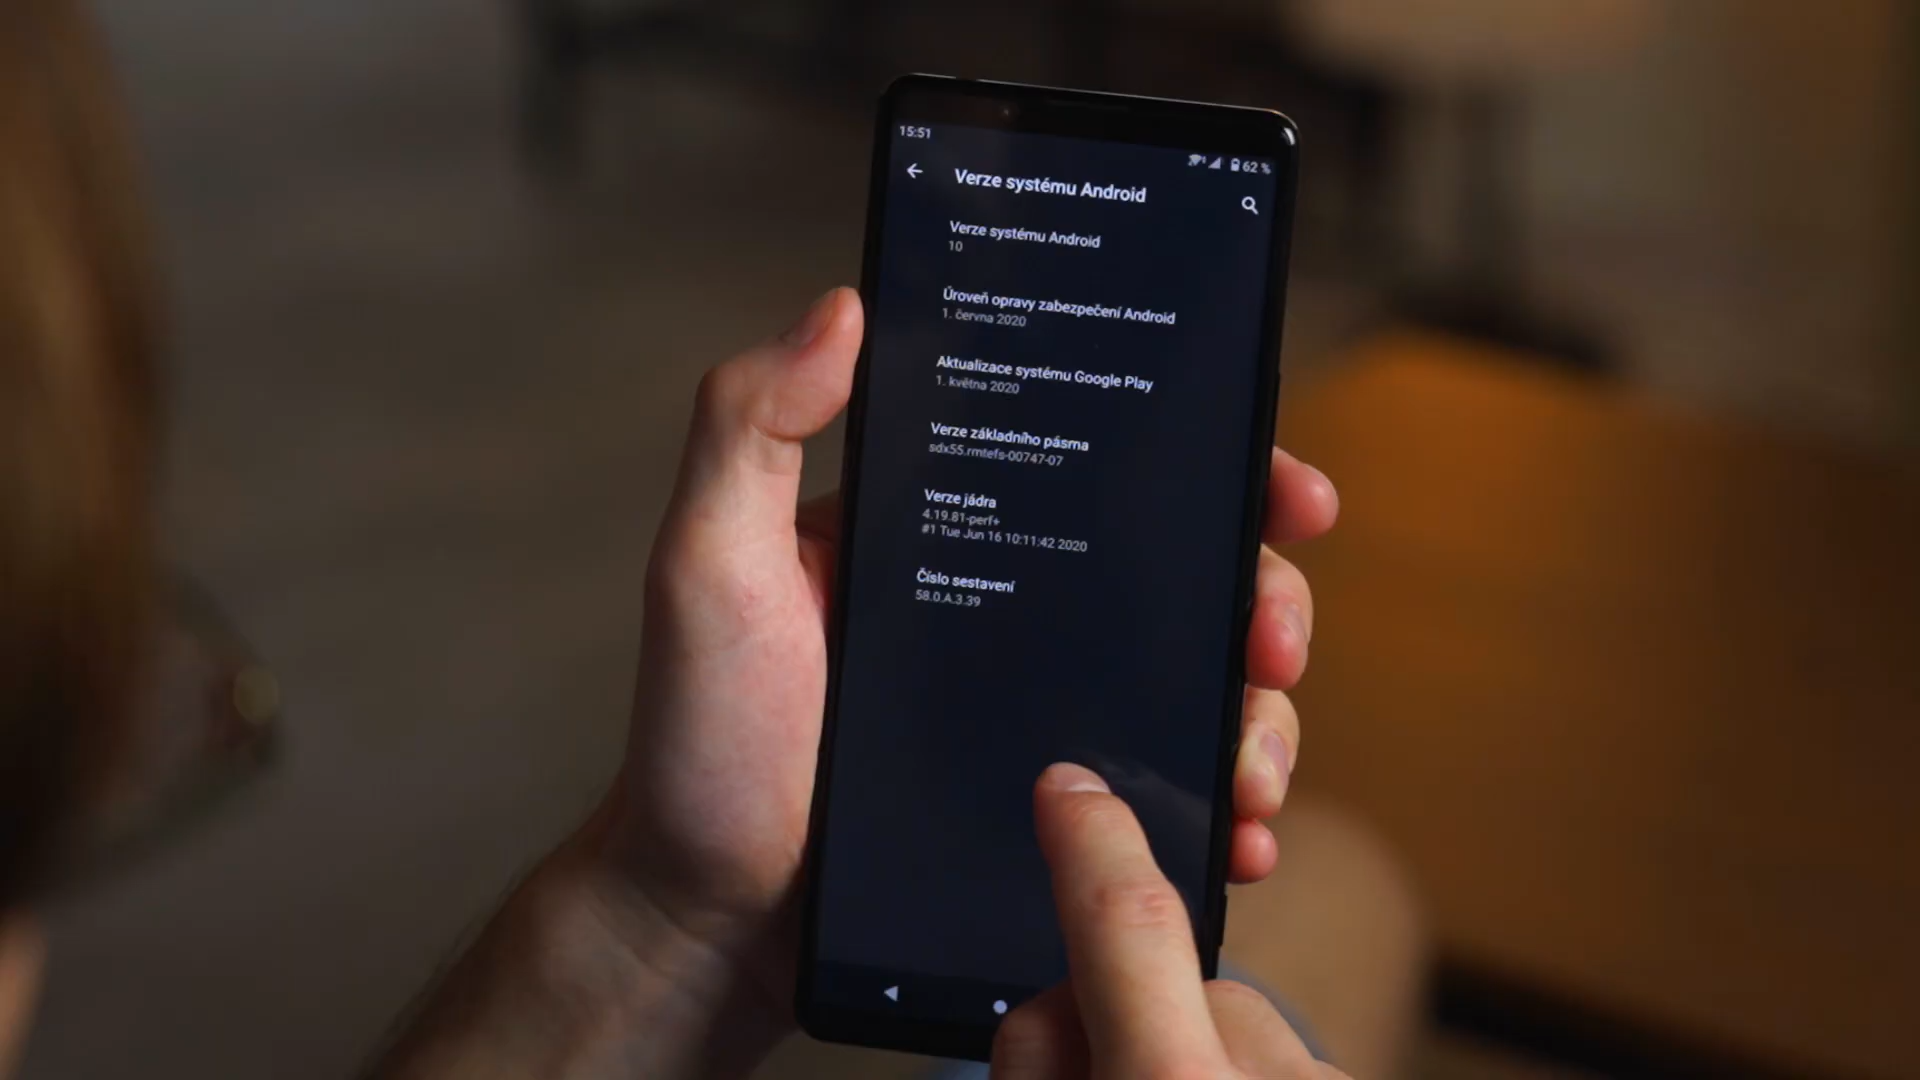 15:51
62 %
Verze systému Android
Verze systému Android
10
Úroveň opravy zabezpečení Android
1. června 2020
Aktualizace systému Google Play
1. května 2020
Verze základního pásma
sdx55.rmtefs-00747-07
Verze jádra
4.19.81-perf+
#1 Tue Jun 16 10:11:42 2020
Číslo sestavení
58.0.A.3.39